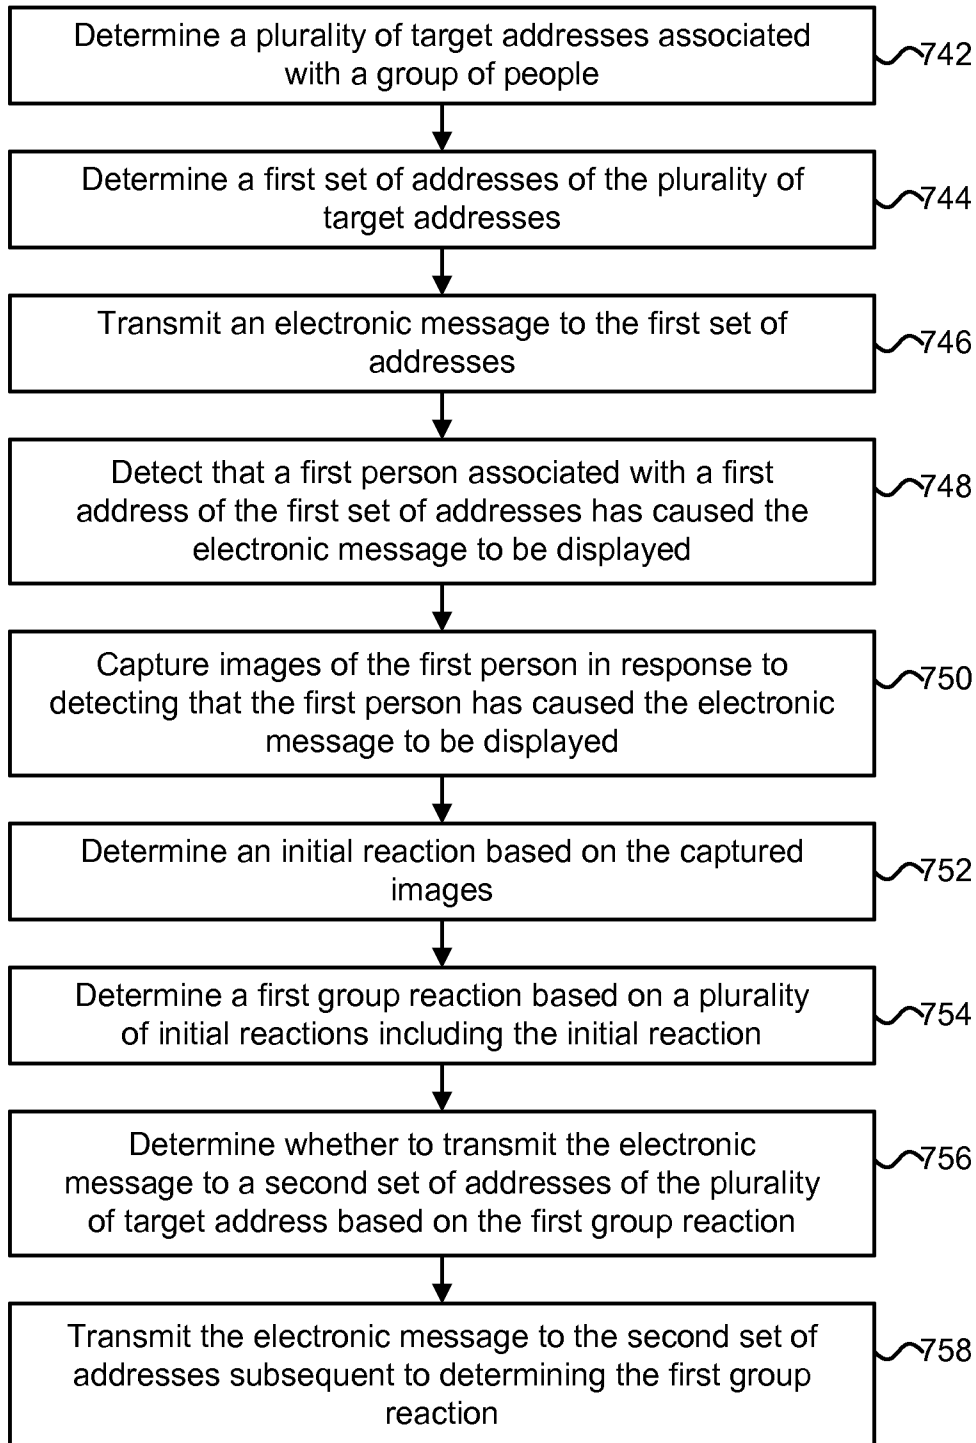 Determine a plurality of target addresses associated
with a group of people
742
Determine a first set of addresses of the plurality of
target addresses
744
Transmit an electronic message to the first set of
addresses
746
Detect that a first person associated with a first
address of the first set of addresses has caused the
electronic message to be displayed
748
Capture images of the first person in response to
detecting that the first person has caused the electronic
message to be displayed
750
Determine an initial reaction based on the captured
images
752
Determine a first group reaction based on a plurality
of initial reactions including the initial reaction
754
Determine whether to transmit the electronic
message to a second set of addresses of the plurality
of target address based on the first group reaction
756
Transmit the electronic message to the second set of
addresses subsequent to determining the first group
reaction
758